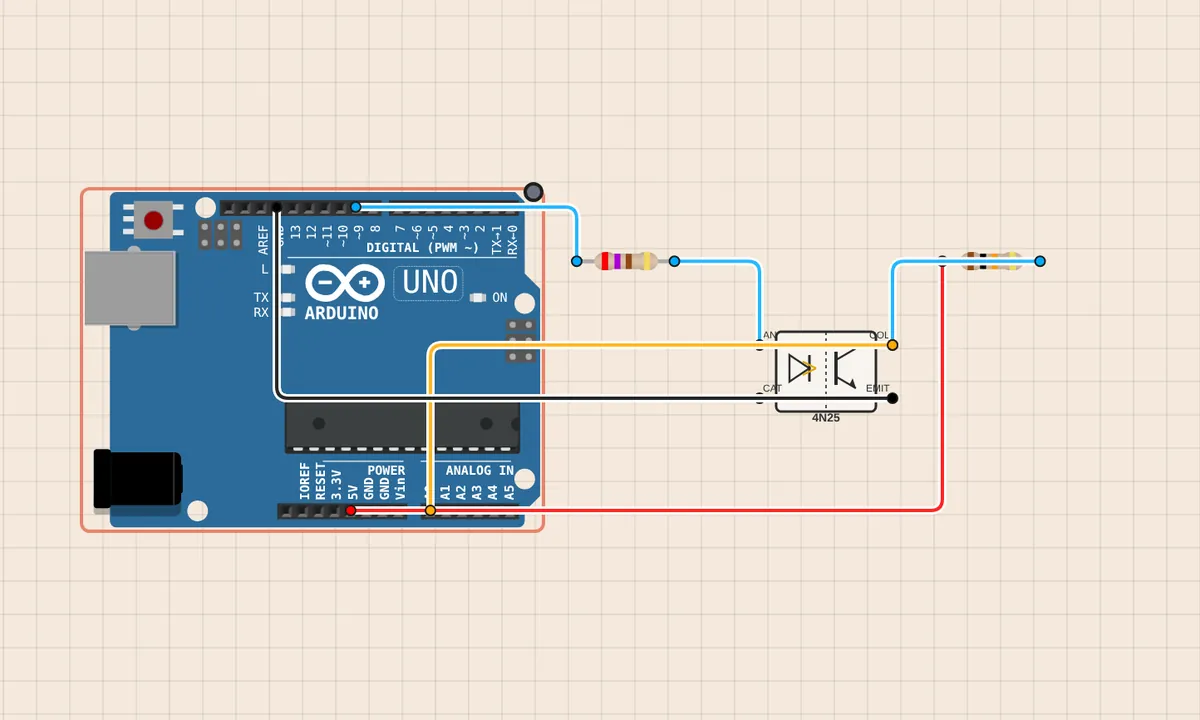 AREF
13
12
~11
~10
~9
8
7
~6
~5
4
~3
2
TX→1
RX←0
DIGITAL (PWM ~)
L
TX
RX
UNO
ON
ARDUINO
AN
COL
CAT
EMIT
4N25
IOREF
RESET
3.3V
5V
GND
GND
Vin
POWER
ANALOG IN
A1
A2
A3
A4
A5